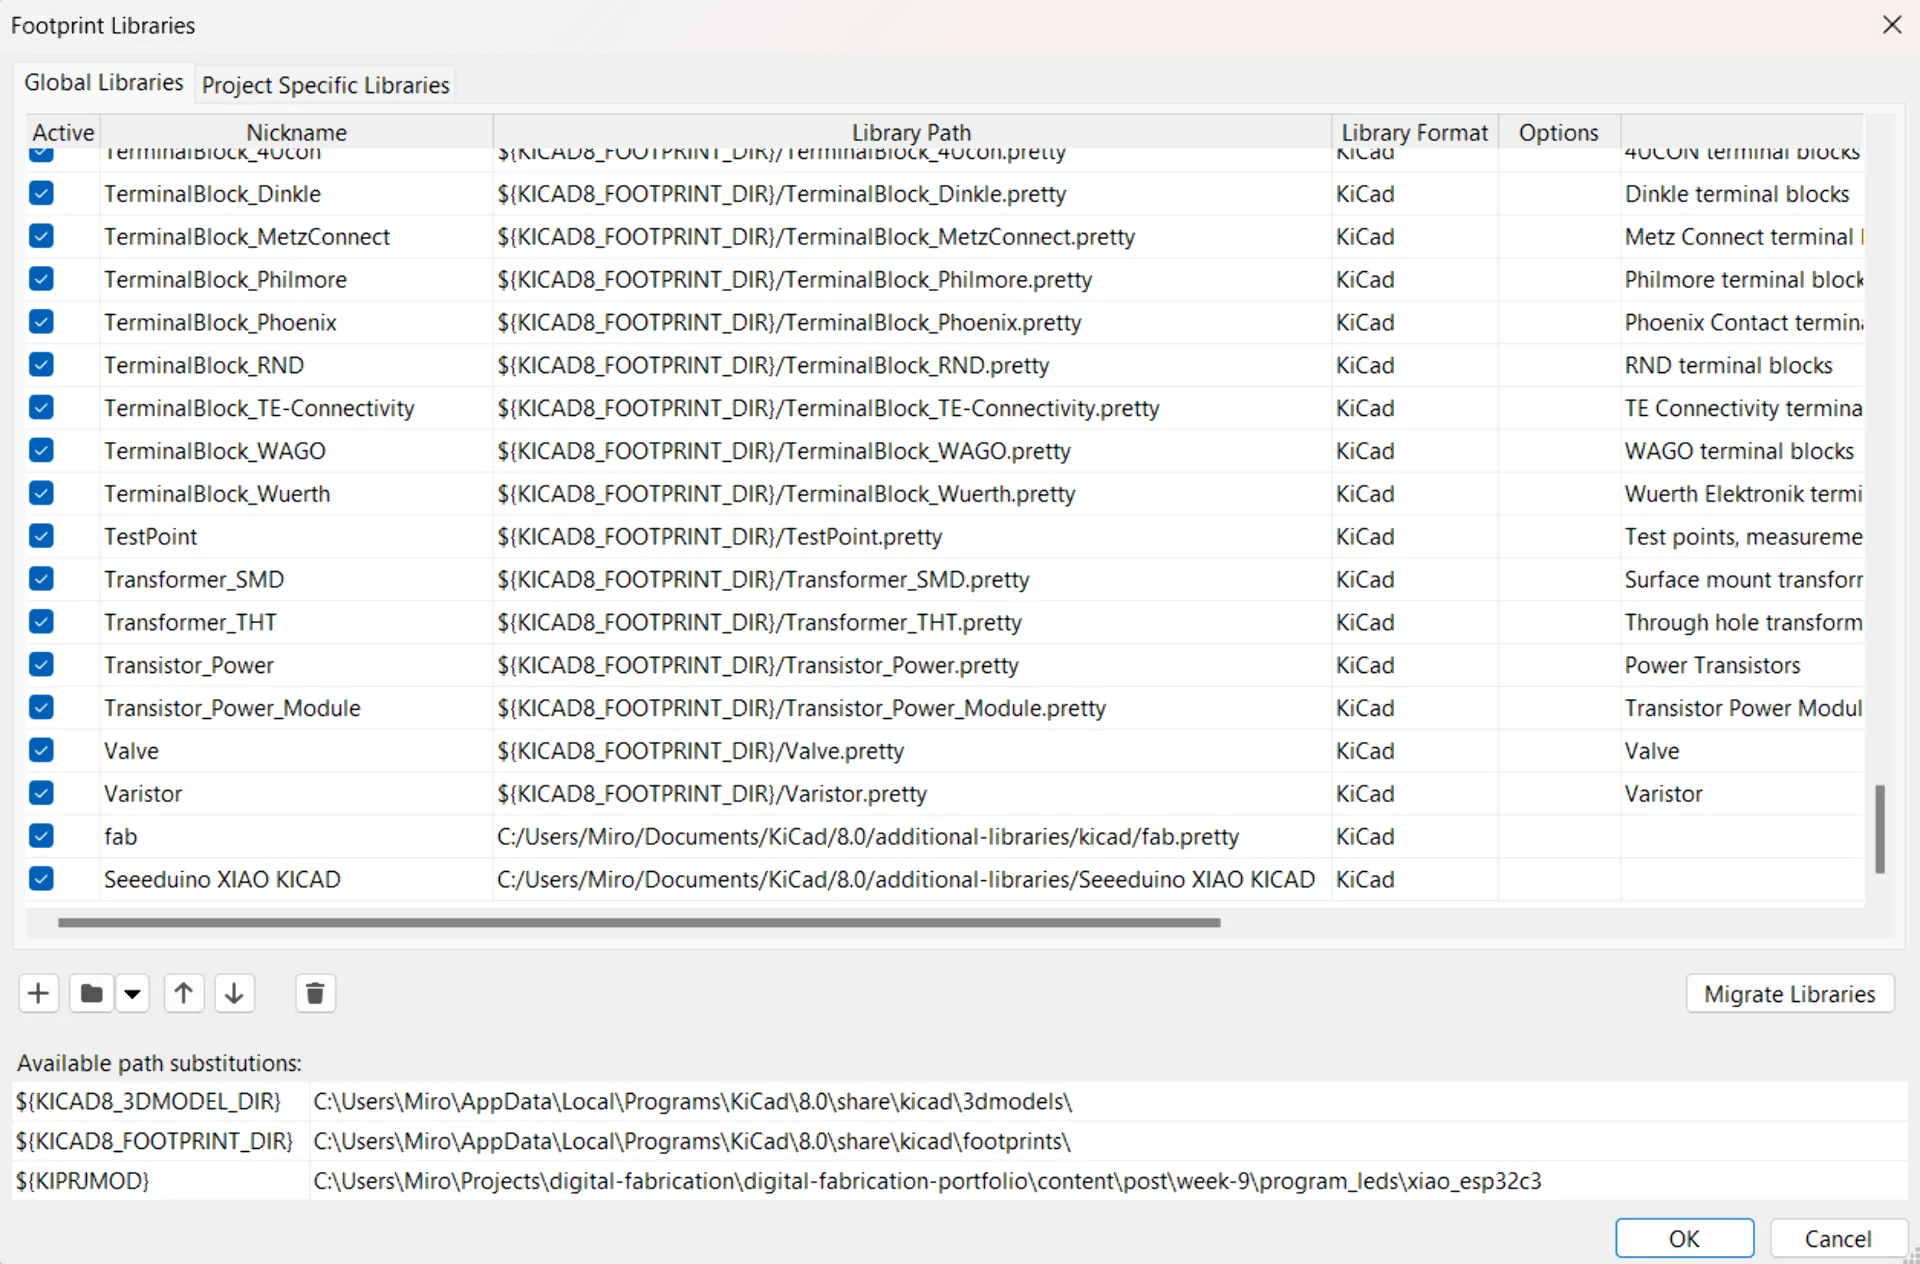 Footprint Libraries
Global Libraries Project Specific Libraries
Active Nickname Library Path Library Format Options
TerminalBlock_4Ucon ${KICAD8_FOOTPRINT_DIR}/TerminalBlock_4Ucon.pretty KiCad 4UCON terminal blocks
TerminalBlock_Dinkle ${KICAD8_FOOTPRINT_DIR}/TerminalBlock_Dinkle.pretty KiCad Dinkle terminal blocks
TerminalBlock_MetzConnect ${KICAD8_FOOTPRINT_DIR}/TerminalBlock_MetzConnect.pretty KiCad Metz Connect terminal
TerminalBlock_Philmore ${KICAD8_FOOTPRINT_DIR}/TerminalBlock_Philmore.pretty KiCad Philmore terminal block
TerminalBlock_Phoenix ${KICAD8_FOOTPRINT_DIR}/TerminalBlock_Phoenix.pretty KiCad Phoenix Contact termina
TerminalBlock_RND ${KICAD8_FOOTPRINT_DIR}/TerminalBlock_RND.pretty KiCad RND terminal blocks
TerminalBlock_TE-Connectivity ${KICAD8_FOOTPRINT_DIR}/TerminalBlock_TE-Connectivity.pretty KiCad TE Connectivity termina
TerminalBlock_WAGO ${KICAD8_FOOTPRINT_DIR}/TerminalBlock_WAGO.pretty KiCad WAGO terminal blocks
TerminalBlock_Wuerth ${KICAD8_FOOTPRINT_DIR}/TerminalBlock_Wuerth.pretty KiCad Wuerth Elektronik termi
TestPoint ${KICAD8_FOOTPRINT_DIR}/TestPoint.pretty KiCad Test points, measureme
Transformer_SMD ${KICAD8_FOOTPRINT_DIR}/Transformer_SMD.pretty KiCad Surface mount transforr
Transformer_THT ${KICAD8_FOOTPRINT_DIR}/Transformer_THT.pretty KiCad Through hole transform
Transistor_Power ${KICAD8_FOOTPRINT_DIR}/Transistor_Power.pretty KiCad Power Transistors
Transistor_Power_Module ${KICAD8_FOOTPRINT_DIR}/Transistor_Power_Module.pretty KiCad Transistor Power Modul
Valve ${KICAD8_FOOTPRINT_DIR}/Valve.pretty KiCad Valve
Varistor ${KICAD8_FOOTPRINT_DIR}/Varistor.pretty KiCad Varistor
fab C:/Users/Miro/Documents/KiCad/8.0/additional-libraries/kicad/fab.pretty KiCad
Seeeduino XIAO KICAD C:/Users/Miro/Documents/KiCad/8.0/additional-libraries/Seeeduino XIAO KICAD KiCad
Migrate Libraries
Available path substitutions:
${KICAD8_3DMODEL_DIR} C:\Users\Miro\AppData\Local\Programs\KiCad\8.0\share\kicad\3dmodels\
${KICAD8_FOOTPRINT_DIR} C:\Users\Miro\AppData\Local\Programs\KiCad\8.0\share\kicad\footprints\
${KIPRJMOD} C:\Users\Miro\Projects\digital-fabrication\digital-fabrication-portfolio\content\post\week-9\program_leds\xiao_esp32c3
OK Cancel